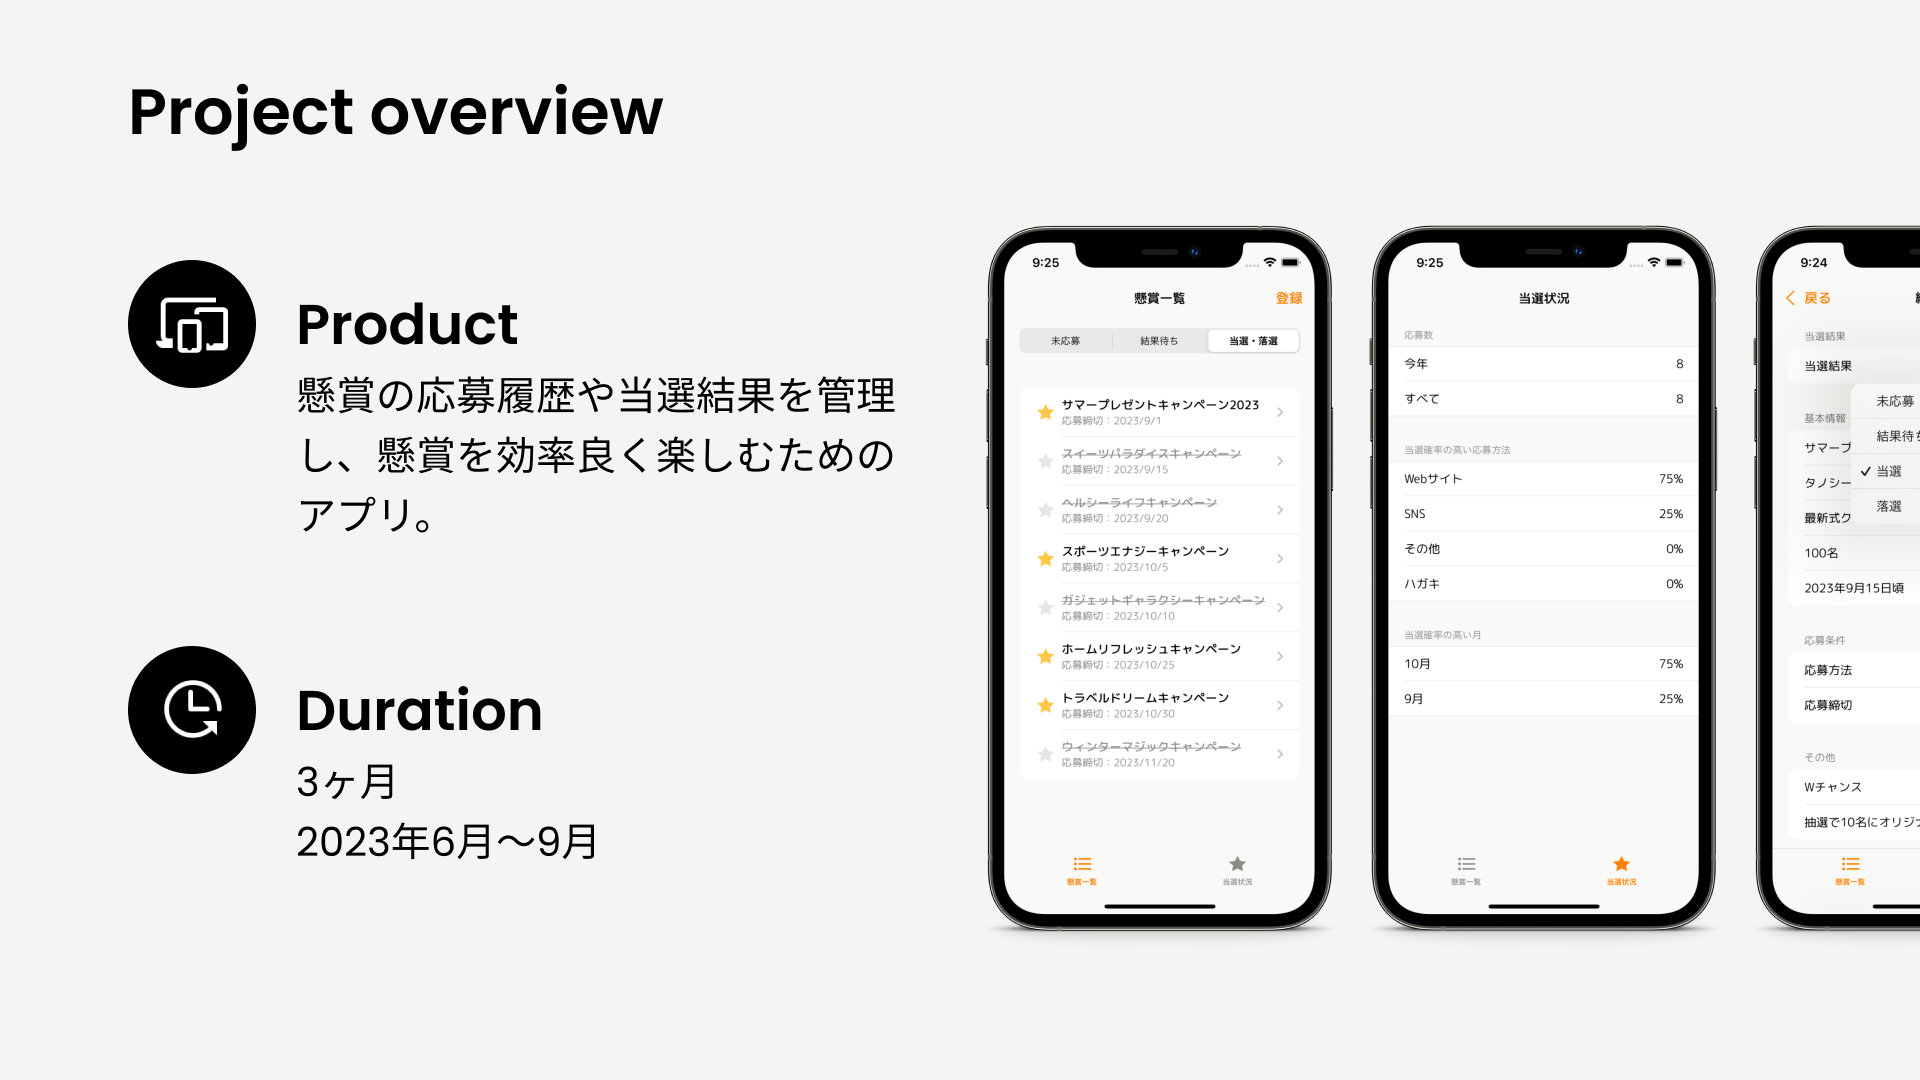 Project overview
Product
懸賞の応募履歴や当選結果を管理
し、懸賞を効率良く楽しむための
アプリ。
Duration
3ヶ月
2023年6月〜9月
9:25
懸賞一覧
登録
未応募
結果待ち
当選・落選
サマープレゼントキャンペーン2023
応募締切：2023/9/1
スイーツパラダイスキャンペーン
応募締切：2023/9/15
ヘルシーライフキャンペーン
応募締切：2023/9/20
スポーツエナジーキャンペーン
応募締切：2023/10/5
ガジェットギャラクシーキャンペーン
応募締切：2023/10/10
ホームリフレッシュキャンペーン
応募締切：2023/10/25
トラベルドリームキャンペーン
応募締切：2023/10/30
ウィンターマジックキャンペーン
応募締切：2023/11/20
懸賞一覧
当選状況
9:25
当選状況
応募数
今年 8
すべて 8
当選確率の高い応募方法
Webサイト 75%
SNS 25%
その他 0%
ハガキ 0%
当選確率の高い月
10月 75%
9月 25%
懸賞一覧
当選状況
9:24
戻る
当選結果
当選結果
未応募
結果待ち
当選
落選
基本情報
サマープ
タノシー
最新式ク
100名
2023年9月15日頃
応募条件
応募方法
応募締切
その他
Wチャンス
抽選で10名にオリジナ
懸賞一覧